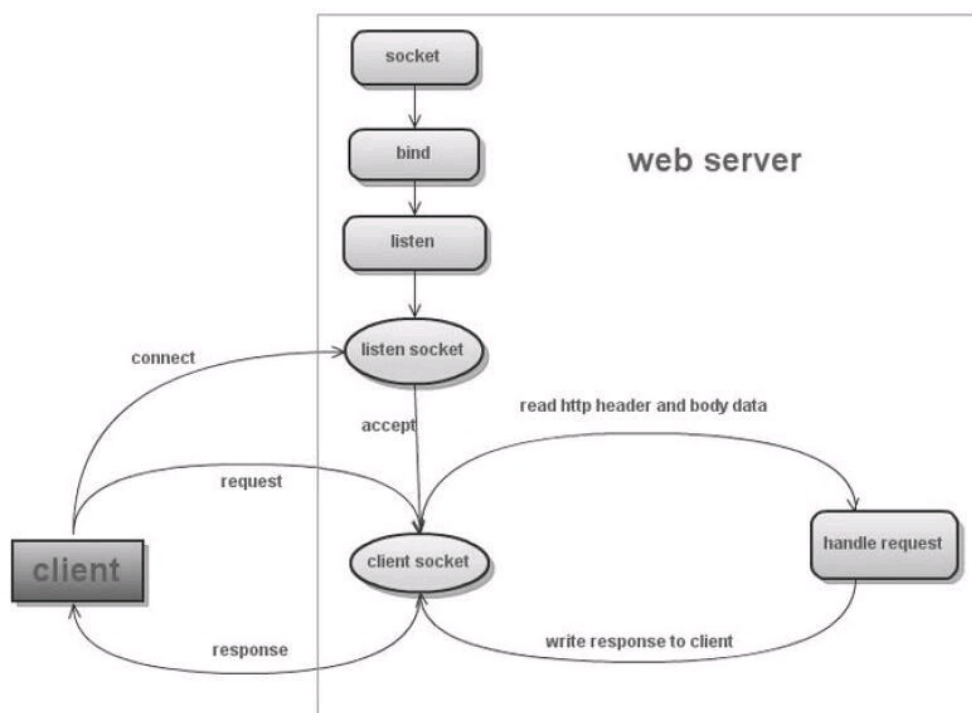 socket
bind
web server
listen
listen socket
connect
read http header and body data
accept
request
client
client socket
handle request
response
write response to client